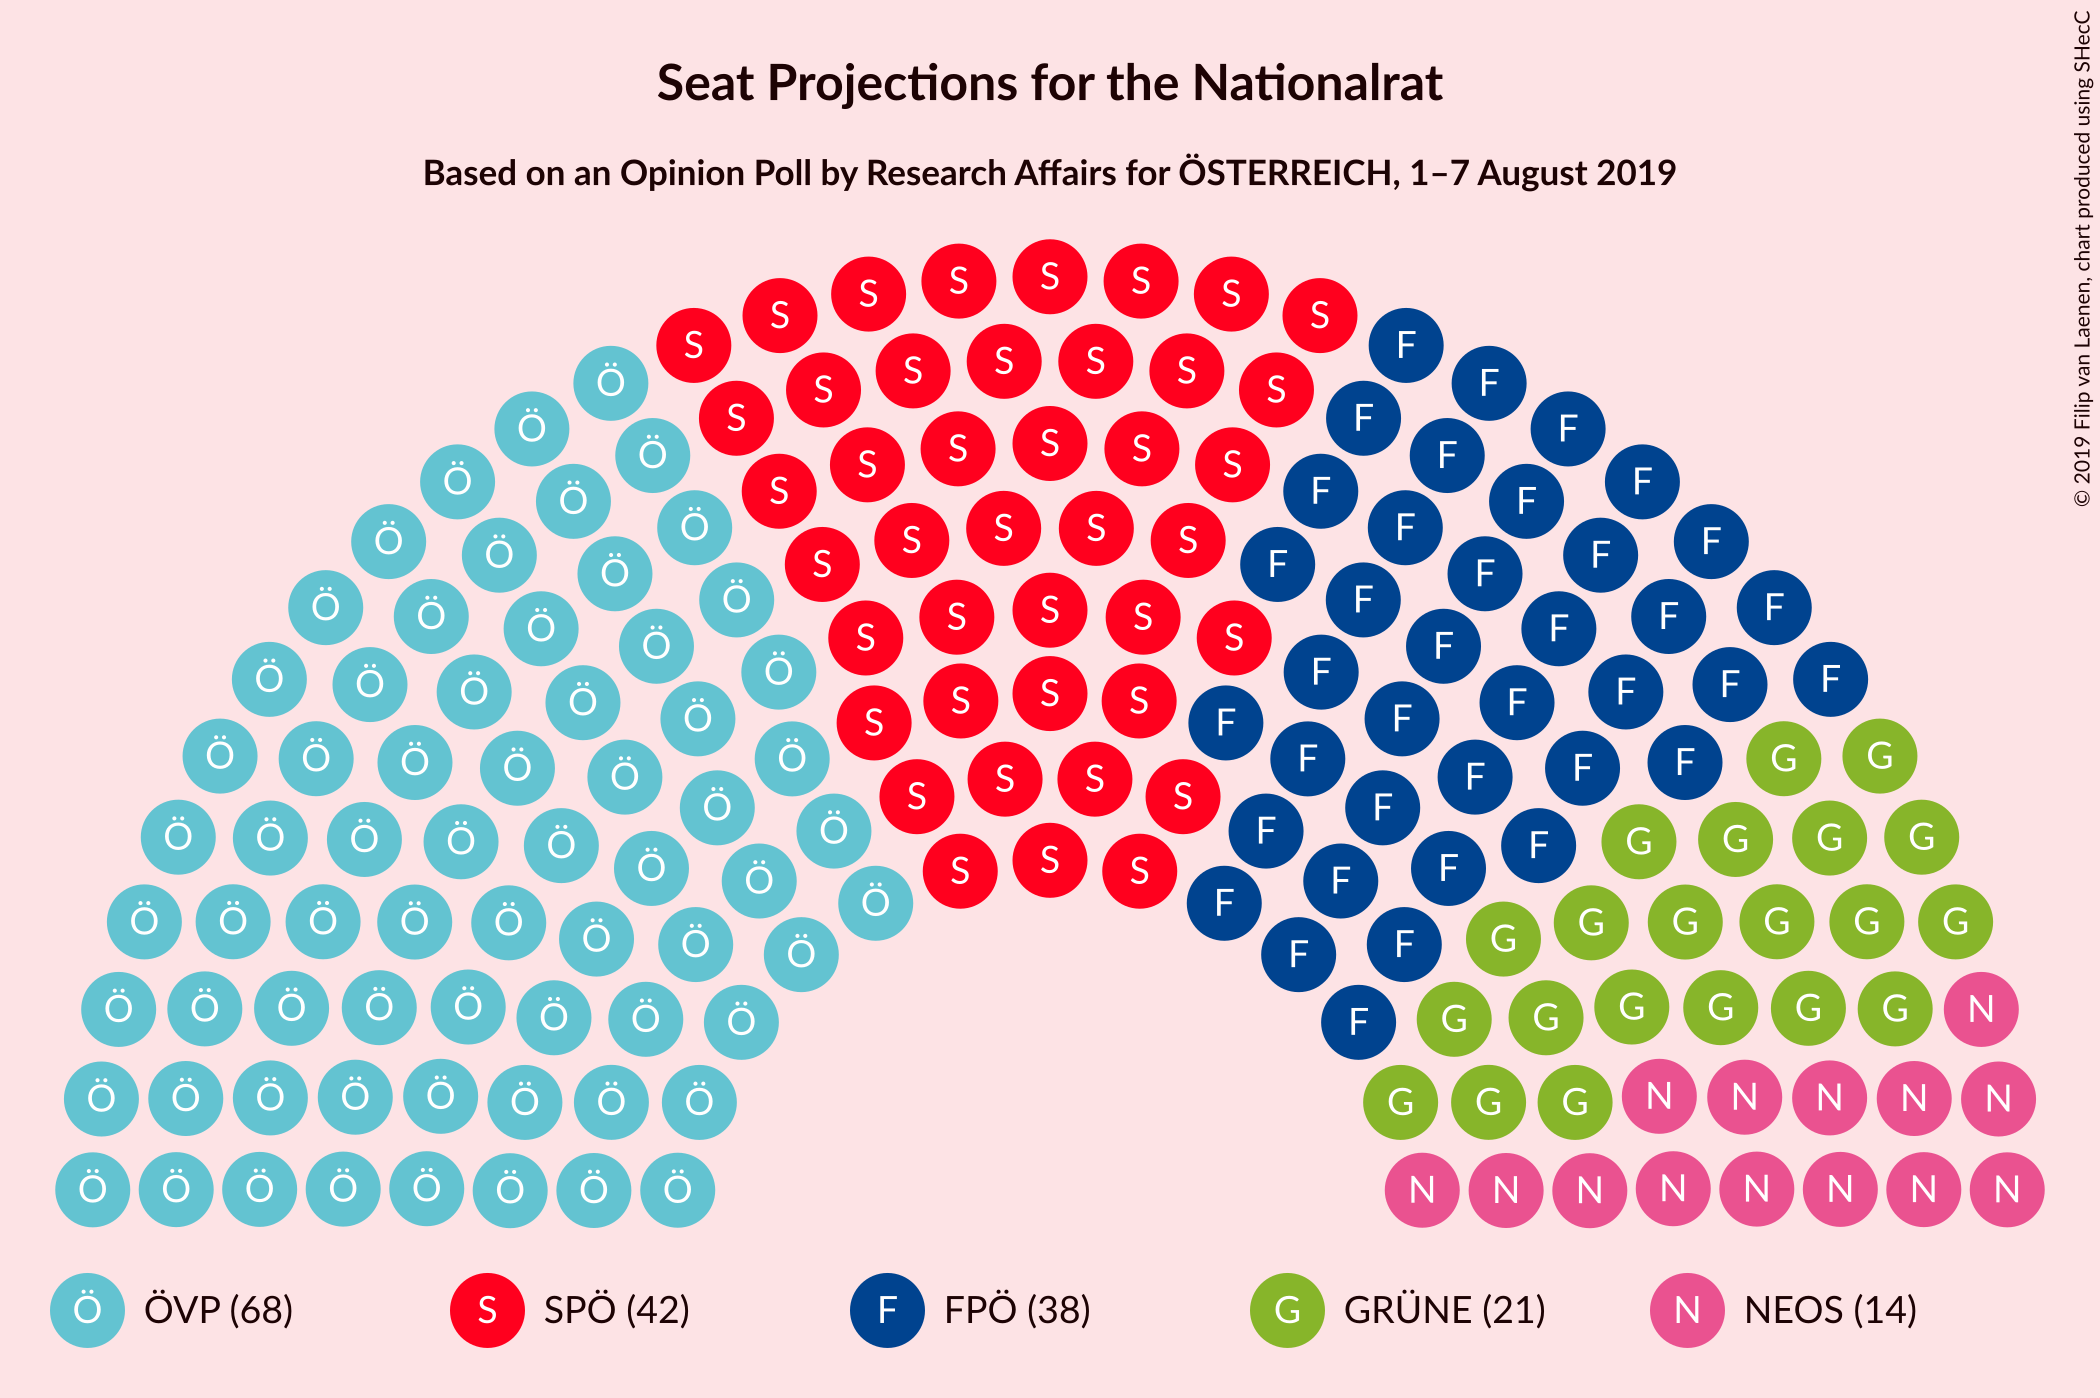 Seat Projections for the Nationalrat
Based on an Opinion Poll by Research Affairs for ÖSTERREICH, 1–7 August 2019
© 2019 Filip van Laenen, chart produced using SHecC
S S S S S S S
Ö S S S S S S S F F
Ö Ö S S S S S S F F F
Ö Ö Ö S S S S S F F F F
Ö Ö Ö Ö S F F F F F
Ö Ö Ö Ö S S S S S F F F F
Ö Ö Ö Ö Ö Ö S S S S F F F F F F F
Ö Ö Ö Ö Ö Ö Ö S S S S F F F F F G G
Ö Ö Ö Ö Ö Ö Ö Ö S S S F F F F G G G G
Ö Ö Ö Ö Ö Ö Ö Ö Ö F F F G G G G G G
Ö Ö Ö Ö Ö Ö Ö Ö F G G G G G G N
Ö Ö Ö Ö Ö Ö Ö Ö G G G N N N N N
Ö Ö Ö Ö Ö Ö Ö Ö N N N N N N N N
Ö ÖVP (68) S SPÖ (42) F FPÖ (38) G GRÜNE (21) N NEOS (14)